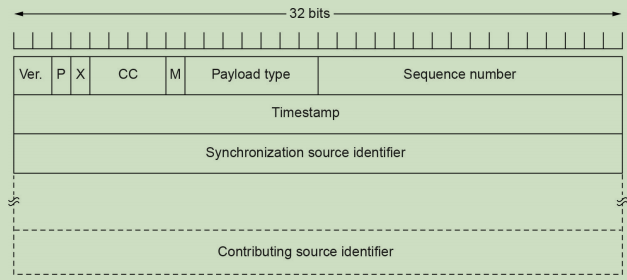 32 bits
Ver. P X CC M Payload type Sequence number
Timestamp
Synchronization source identifier
Contributing source identifier